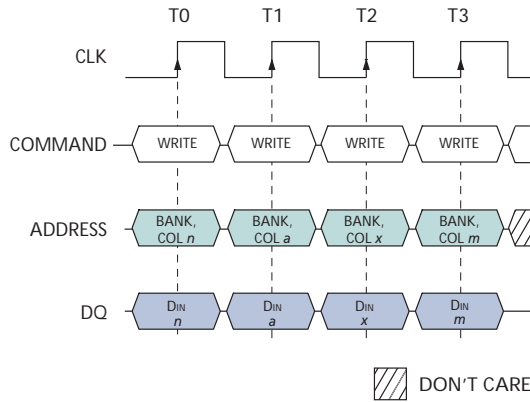 T0 T1 T2 T3
CLK
COMMAND WRITE WRITE WRITE WRITE
ADDRESS BANK, COL n BANK, COL a BANK, COL x BANK, COL m
DQ DIN n DIN a DIN x DIN m
DON'T CARE